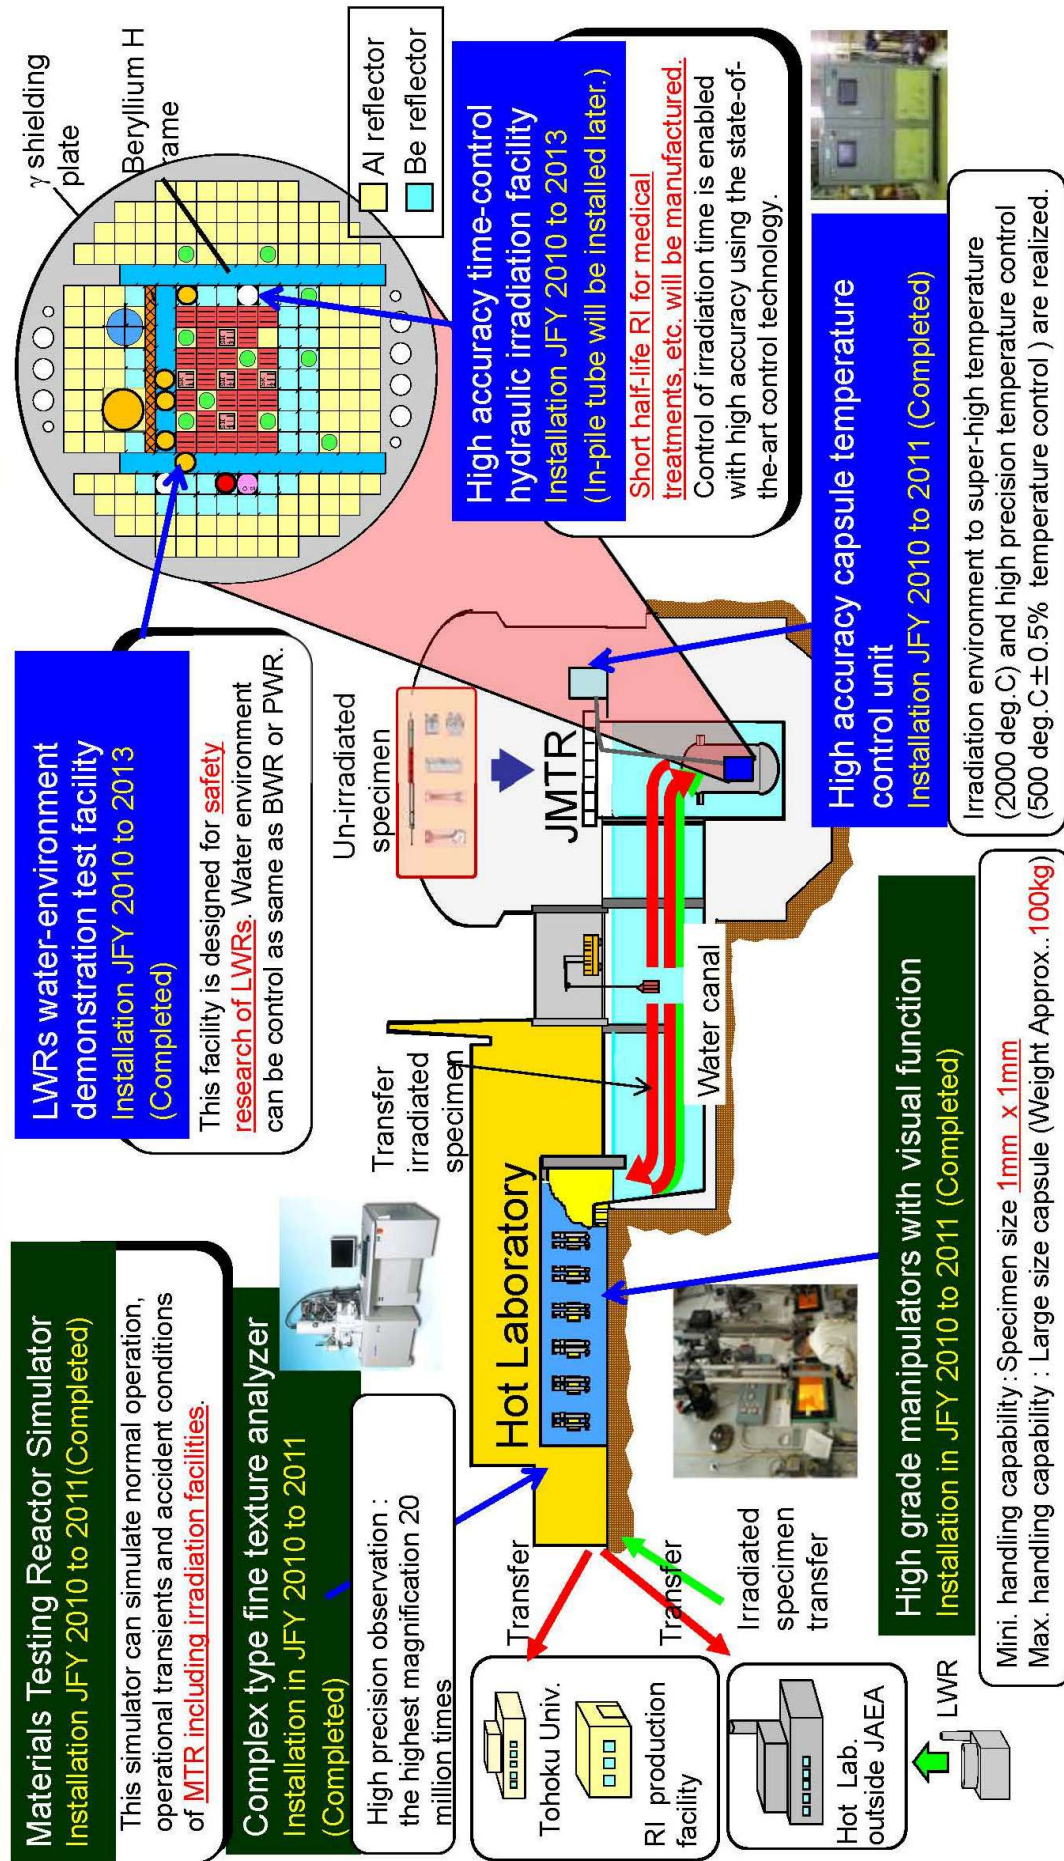 Materials Testing Reactor Simulator
Installation JFY 2010 to 2011(Completed)
This simulator can simulate normal operation,
operational transients and accident conditions
of MTR including irradiation facilities.
Complex type fine texture analyzer
Installation in JFY 2010 to 2011
(Completed)
High precision observation :
the highest magnification 20
million times
LWRs water-environment
demonstration test facility
Installation JFY 2010 to 2013
(Completed)
This facility is designed for safety
research of LWRs. Water environment
can be control as same as BWR or PWR.
γ shielding
plate
Beryllium H
frame
Al reflector
Be reflector
High accuracy time-control
hydraulic irradiation facility
Installation JFY 2010 to 2013
(In-pile tube will be installed later.)
Short half-life RI for medical
treatments, etc. will be manufactured.
Control of irradiation time is enabled
with high accuracy using the state-of-
the-art control technology.
Un-irradiated
specimen
JMTR
Transfer
irradiated
specimen
Hot Laboratory
Water canal
Transfer
Transfer
Irradiated
specimen
transfer
Tohoku Univ.
RI production
facility
Hot Lab.
outside JAEA
LWR
High grade manipulators with visual function
Installation in JFY 2010 to 2011 (Completed)
Mini. handling capability :Specimen size 1mm x 1mm
Max. handling capability : Large size capsule (Weight Approx..100kg)
High accuracy capsule temperature
control unit
Installation JFY 2010 to 2011 (Completed)
Irradiation environment to super-high temperature
(2000 deg.C) and high precision temperature control
(500 deg.C±0.5% temperature control ) are realized.